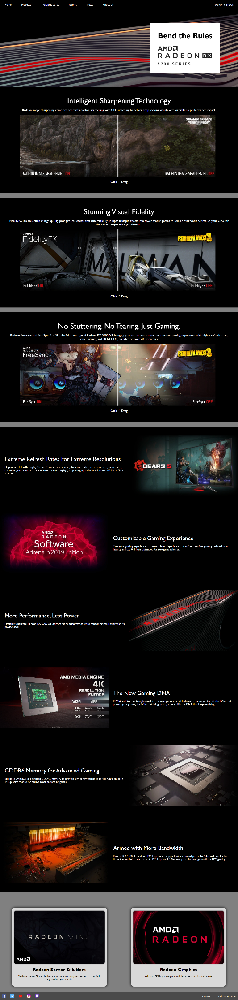 Home Processors Graphic Cards Games News About Us Welcome Sreyas
Bend the Rules
AMD
RADEON RX
5700 SERIES
Intelligent Sharpening Technology
Radeon Image Sharpening combines contrast adaptive sharpening with GPU upscaling to deliver crisp looking visuals with virtually no performance impact.
STRANGE BRIGADE
RADEON IMAGE SHARPENING ON RADEON IMAGE SHARPENING OFF
Click ↑ Drag
Stunning Visual Fidelity
FidelityFX is a collection of high-quality post-process effects that automatically collapse multiple effects into fewer shader passes to reduce overhead and free up your GPU for
the visceral experience you demand.
AMD
FidelityFX
BORDERLANDS 3
MALIWAN
FidelityFX ON FidelityFX OFF
Click ↑ Drag
No Stuttering. No Tearing. Just Gaming.
Radeon Freesync and FreeSync 2 HDR take full advantage of Radeon RX 5700 XT, bringing gamers the best stutter and tear free gaming experience with higher refresh rates,
lower latency, and 10 bit HDR, available on over 700 monitors.
AMD
RADEON
FreeSync
BORDERLANDS 3
FreeSync ON FreeSync OFF
Click ↑ Drag
Extreme Refresh Rates For Extreme Resolutions
DisplayPort 1.4 with Display Stream Compression is ready to power extreme refresh rates, frame rates,
resolution, and color depth for next-generation displays, supporting up to 8K resolution at 60 Hz or 5K at
120 Hz.
GEARS 5
AMD
RADEON
Software
Adrenalin 2019 Edition
Customizable Gaming Experience
Take your gaming experience to the next level. Experience stutter free, tear free gaming reduced input
latency and day-0 drivers optimized for new game releases.
More Performance, Less Power.
Efficiently energetic, Radeon RX 5700 XT delivers more performance while consuming less power than its
predecessor.
RADEON
AMD MEDIA ENGINE
4K
RESOLUTION
ENCODE
VP9 Decode
H.264 Decode Encode
H.265 Decode Encode
The New Gaming DNA
RDNA architecture is engineered for the next generation of high-performance gaming. It's the DNA that
powers your games, the DNA that brings your games to life, the DNA that keeps evolving.
GDDR6 Memory for Advanced Gaming
Equipped with 8GB of advanced GDDR6 memory to provide high bandwidth of up to 448 GB/s, enabling
1440p performance for today's most demanding games.
Armed with More Bandwidth
Radeon RX 5700 XT features PCI Express 4.0 support, with a throughput of 16 GT/s and enables two
times the bandwidth compared to PCI Express 3.0. Get ready for the next generation of PC gaming.
RADEON INSTINCT
AMD
Radeon Server Solutions
With our Server Grade Hardware, you can setup any type of server that can fulfill
any needs of your clients.
AMD
RADEON
Radeon Graphics
With our GPUs, you can game and also stream and do much more.
Contact Us Help Us Improve